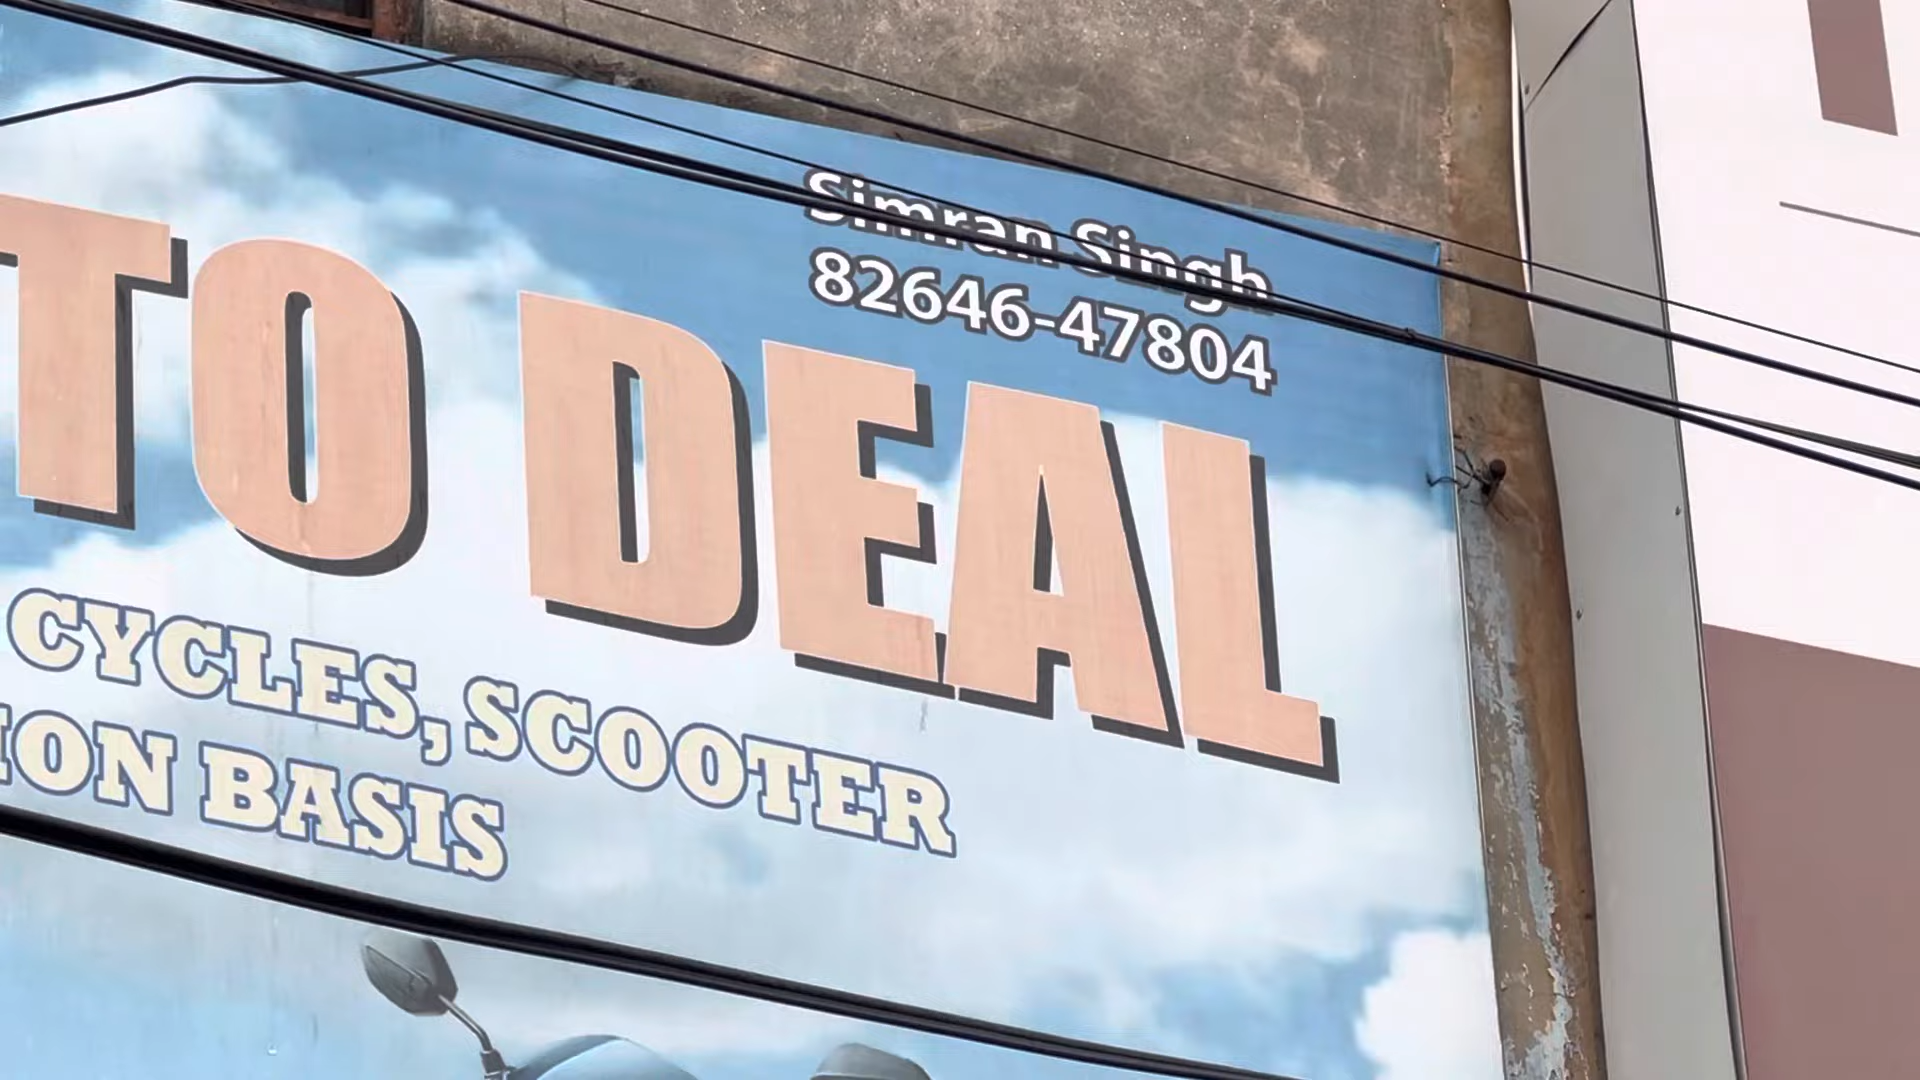 Simran Singh
82646-47804
TO DEAL
CYCLES, SCOOTER
ION BASIS